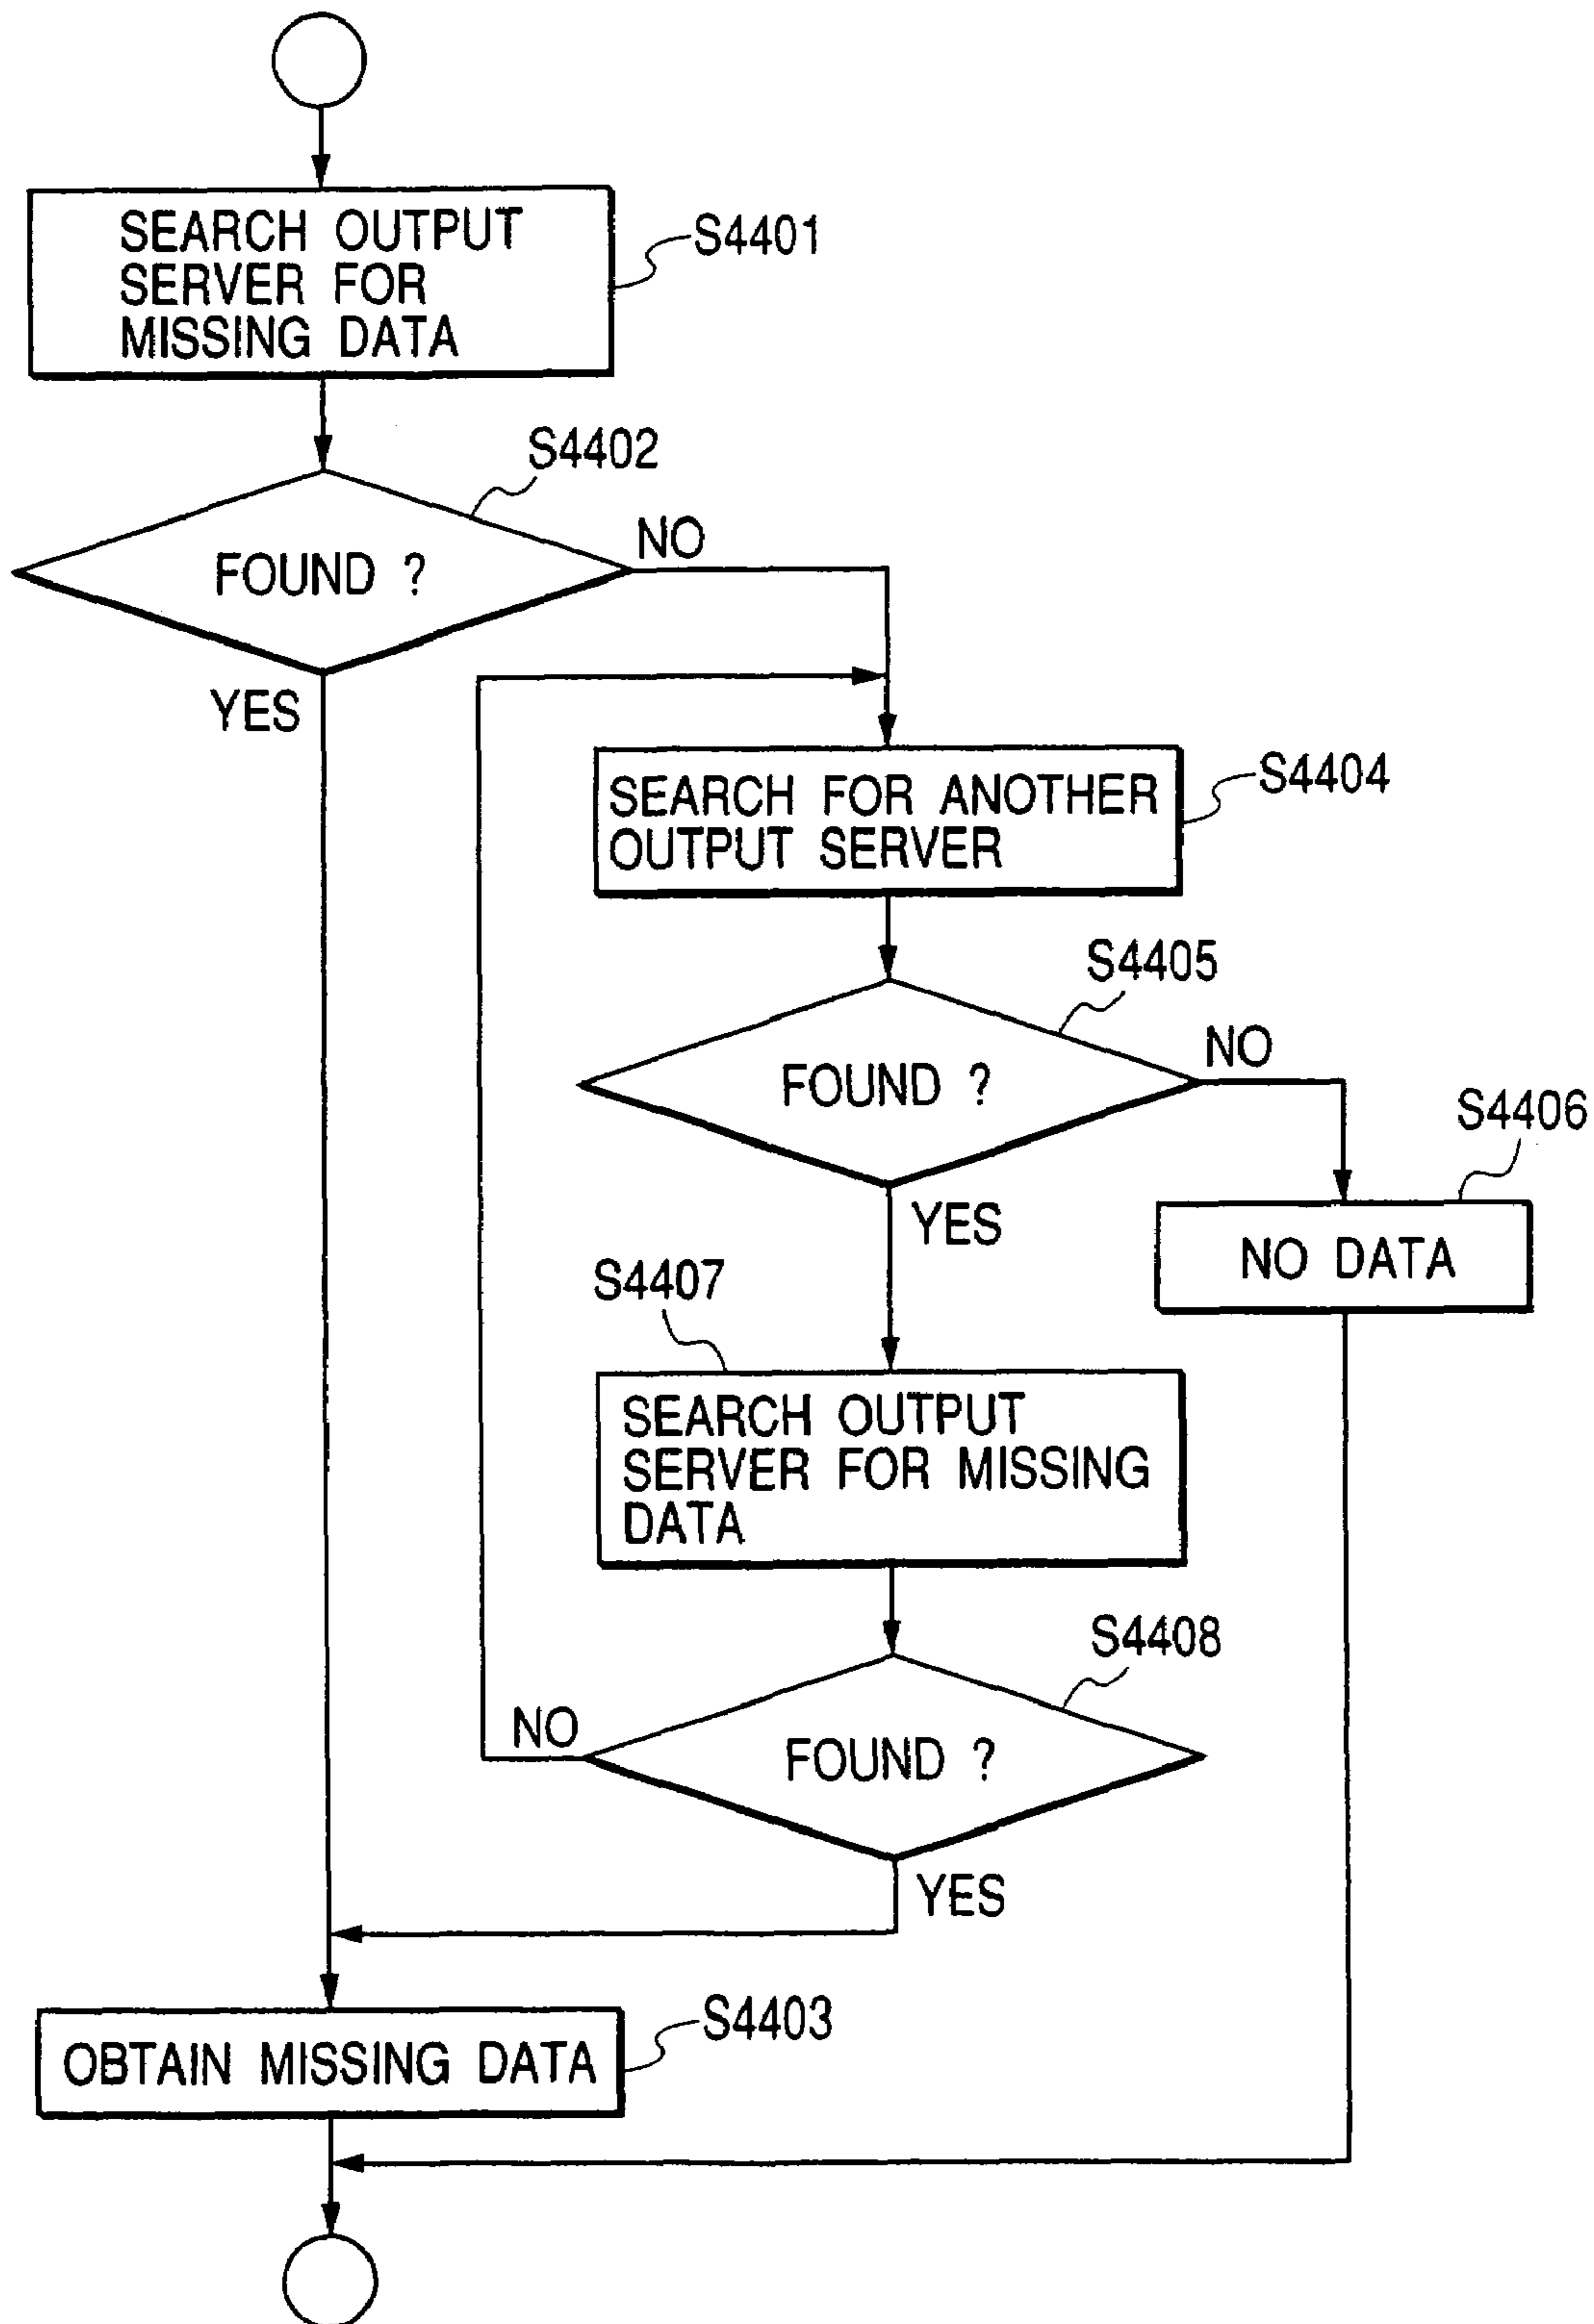 SEARCH OUTPUT
SERVER FOR
MISSING DATA
S4401
S4402
FOUND ?
NO
YES
SEARCH FOR ANOTHER
OUTPUT SERVER
S4404
S4405
FOUND ?
NO
YES
S4406
NO DATA
S4407
SEARCH OUTPUT
SERVER FOR MISSING
DATA
S4408
FOUND ?
NO
YES
S4403
OBTAIN MISSING DATA